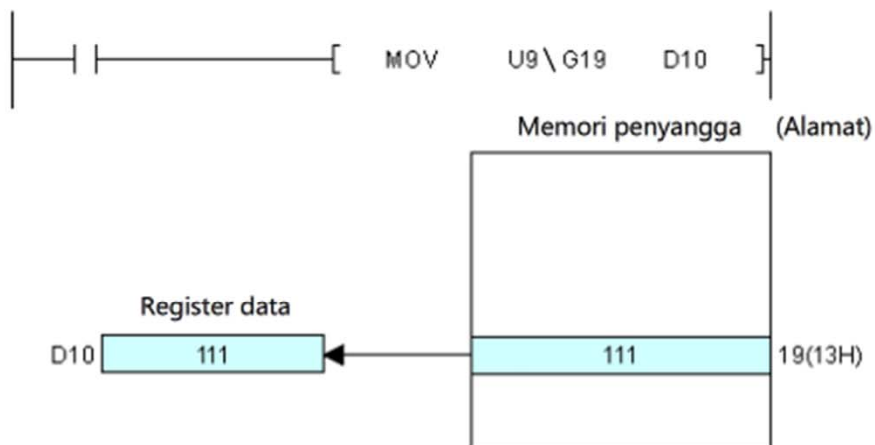 [ MOV U9\G19 D10 ]
Memori penyangga (Alamat)
Register data
D10 111 111 19(13H)